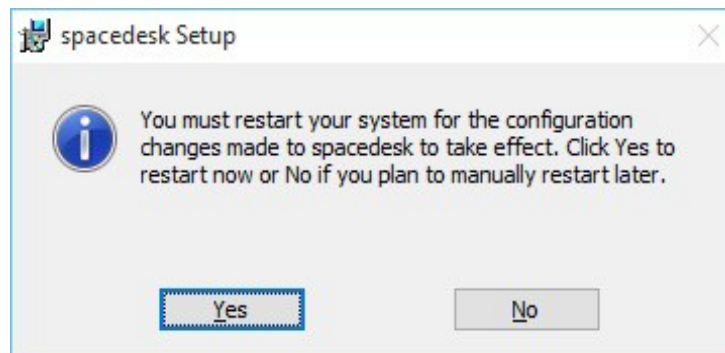 spacedesk Setup
You must restart your system for the configuration
changes made to spacedesk to take effect. Click Yes to
restart now or No if you plan to manually restart later.
Yes
No